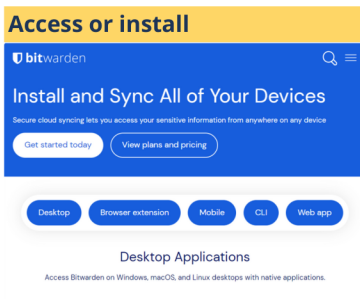 Access or install
bitwarden
Install and Sync All of Your Devices
Secure cloud syncing lets you access your sensitive information from anywhere on any device
Get started today View plans and pricing
Desktop Browser extension Mobile CLI Web app
Desktop Applications
Access Bitwarden on Windows, macOS, and Linux desktops with native applications.